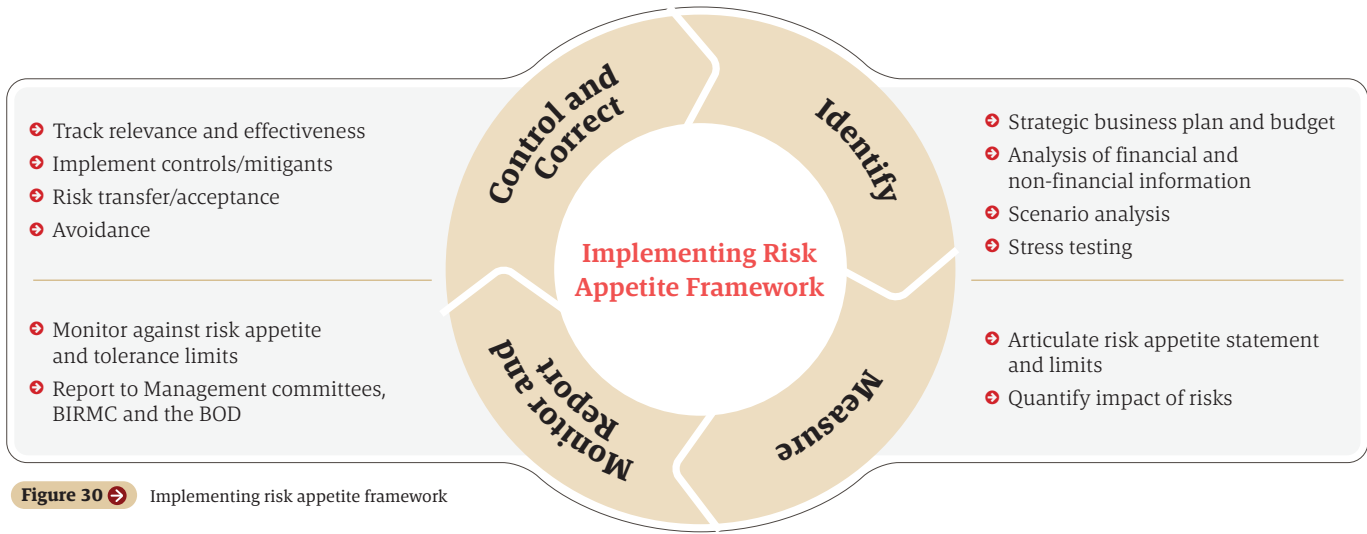 Control and
Correct
Identify
Measure
Monitor and
Report
Implementing Risk
Appetite Framework
Track relevance and effectiveness
Implement controls/mitigants
Risk transfer/acceptance
Avoidance
Monitor against risk appetite
and tolerance limits
Report to Management committees,
BIRMC and the BOD
Strategic business plan and budget
Analysis of financial and
non-financial information
Scenario analysis
Stress testing
Articulate risk appetite statement
and limits
Quantify impact of risks
Figure 30 Implementing risk appetite framework